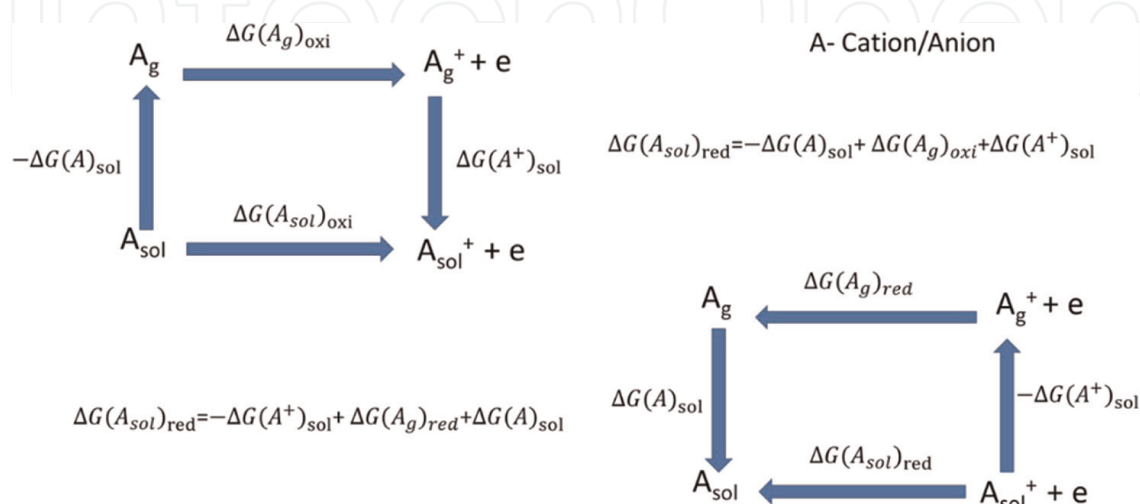 ΔG(A_g)_oxi
A_g
A_g⁺ + e
A- Cation/Anion
−ΔG(A)_sol
ΔG(A⁺)_sol
ΔG(A_sol)_red=−ΔG(A)_sol+ ΔG(A_g)_oxi+ΔG(A⁺)_sol
ΔG(A_sol)_oxi
A_sol
A_sol⁺ + e
ΔG(A_g)_red
A_g
A_g⁺ + e
ΔG(A)_sol
−ΔG(A⁺)_sol
ΔG(A_sol)_red=−ΔG(A⁺)_sol+ ΔG(A_g)_red+ΔG(A)_sol
ΔG(A_sol)_red
A_sol
A_sol⁺ + e